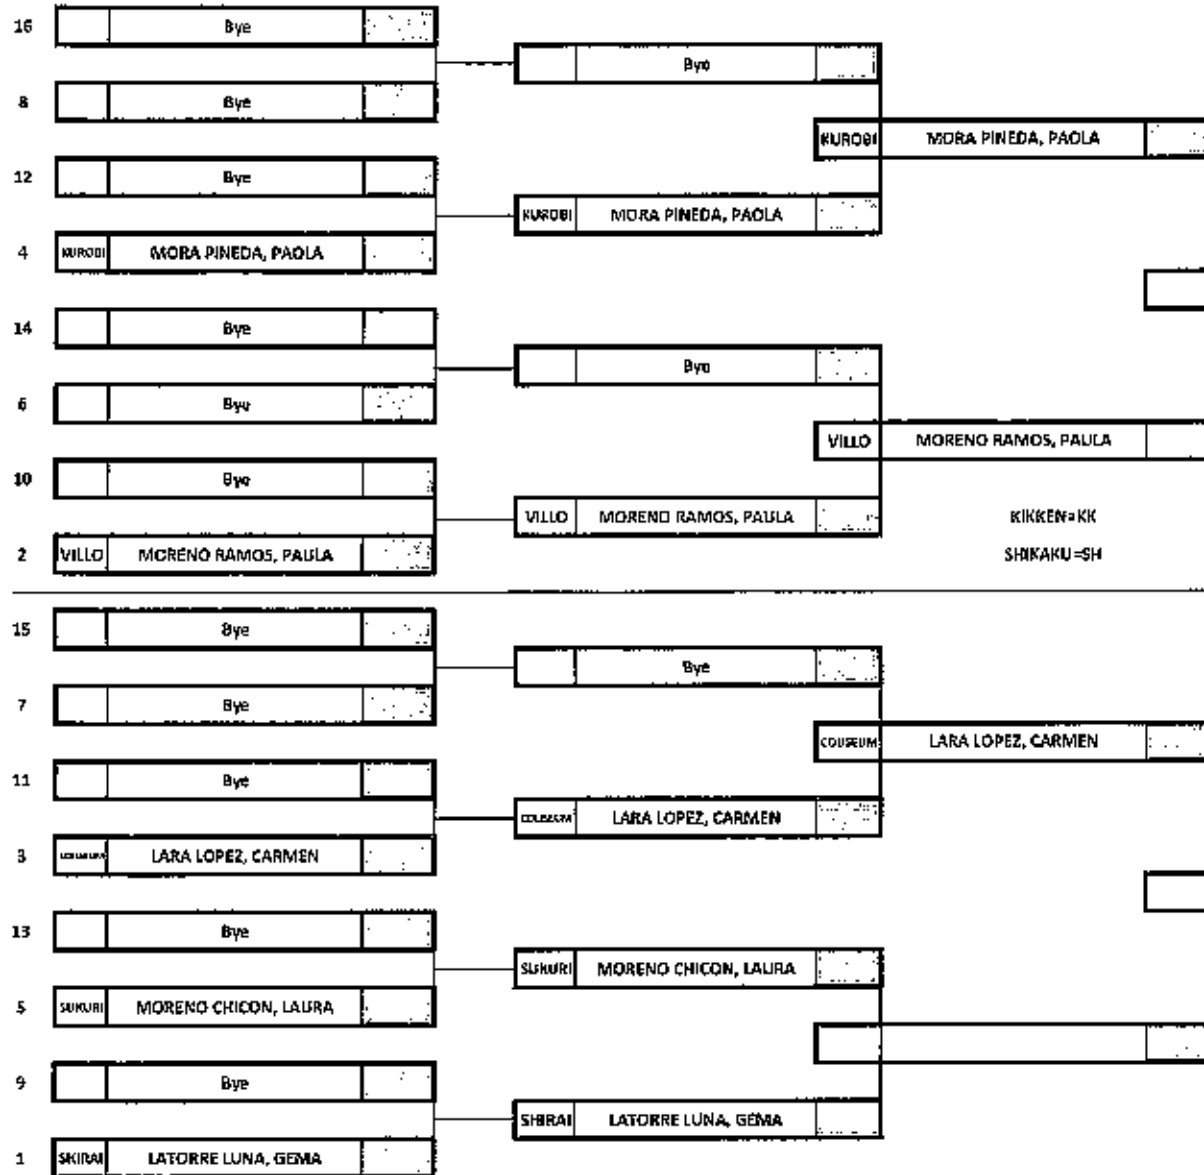 16 Bye
Bye
8 Bye
KUROBI MORA PINEDA, PAOLA
12 Bye
KUROBI MORA PINEDA, PAOLA
4 KUROBI MORA PINEDA, PAOLA
14 Bye
Bye
6 Bye
VILLO MORENO RAMOS, PAULA
10 Bye
VILLO MORENO RAMOS, PAULA
KIKKEN=KK
2 VILLO MORENO RAMOS, PAULA
SHIKAKU=SH
15 Bye
Bye
7 Bye
COLISEUM LARA LOPEZ, CARMEN
11 Bye
COLISEUM LARA LOPEZ, CARMEN
3 COLISEUM LARA LOPEZ, CARMEN
13 Bye
SUKURI MORENO CHICON, LAURA
5 SUKURI MORENO CHICON, LAURA
9 Bye
SHIRAI LATORRE LUNA, GEMA
1 SHIRAI LATORRE LUNA, GEMA